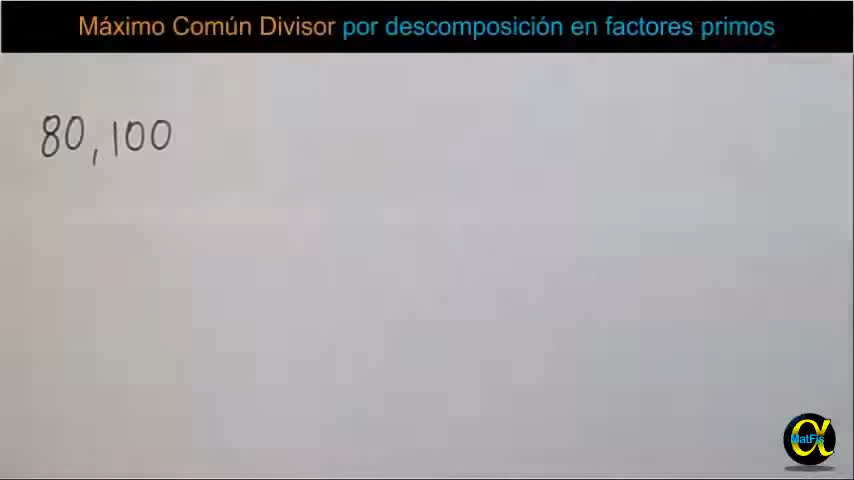 Máximo Común Divisor por descomposición en factores primos
80, 100
MatFis
α